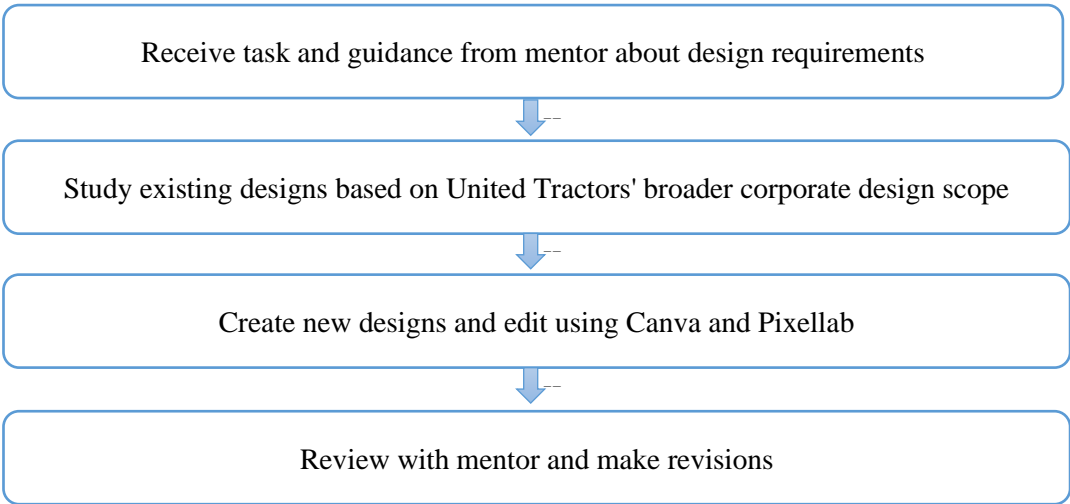 Receive task and guidance from mentor about design requirements
Study existing designs based on United Tractors' broader corporate design scope
Create new designs and edit using Canva and Pixellab
Review with mentor and make revisions